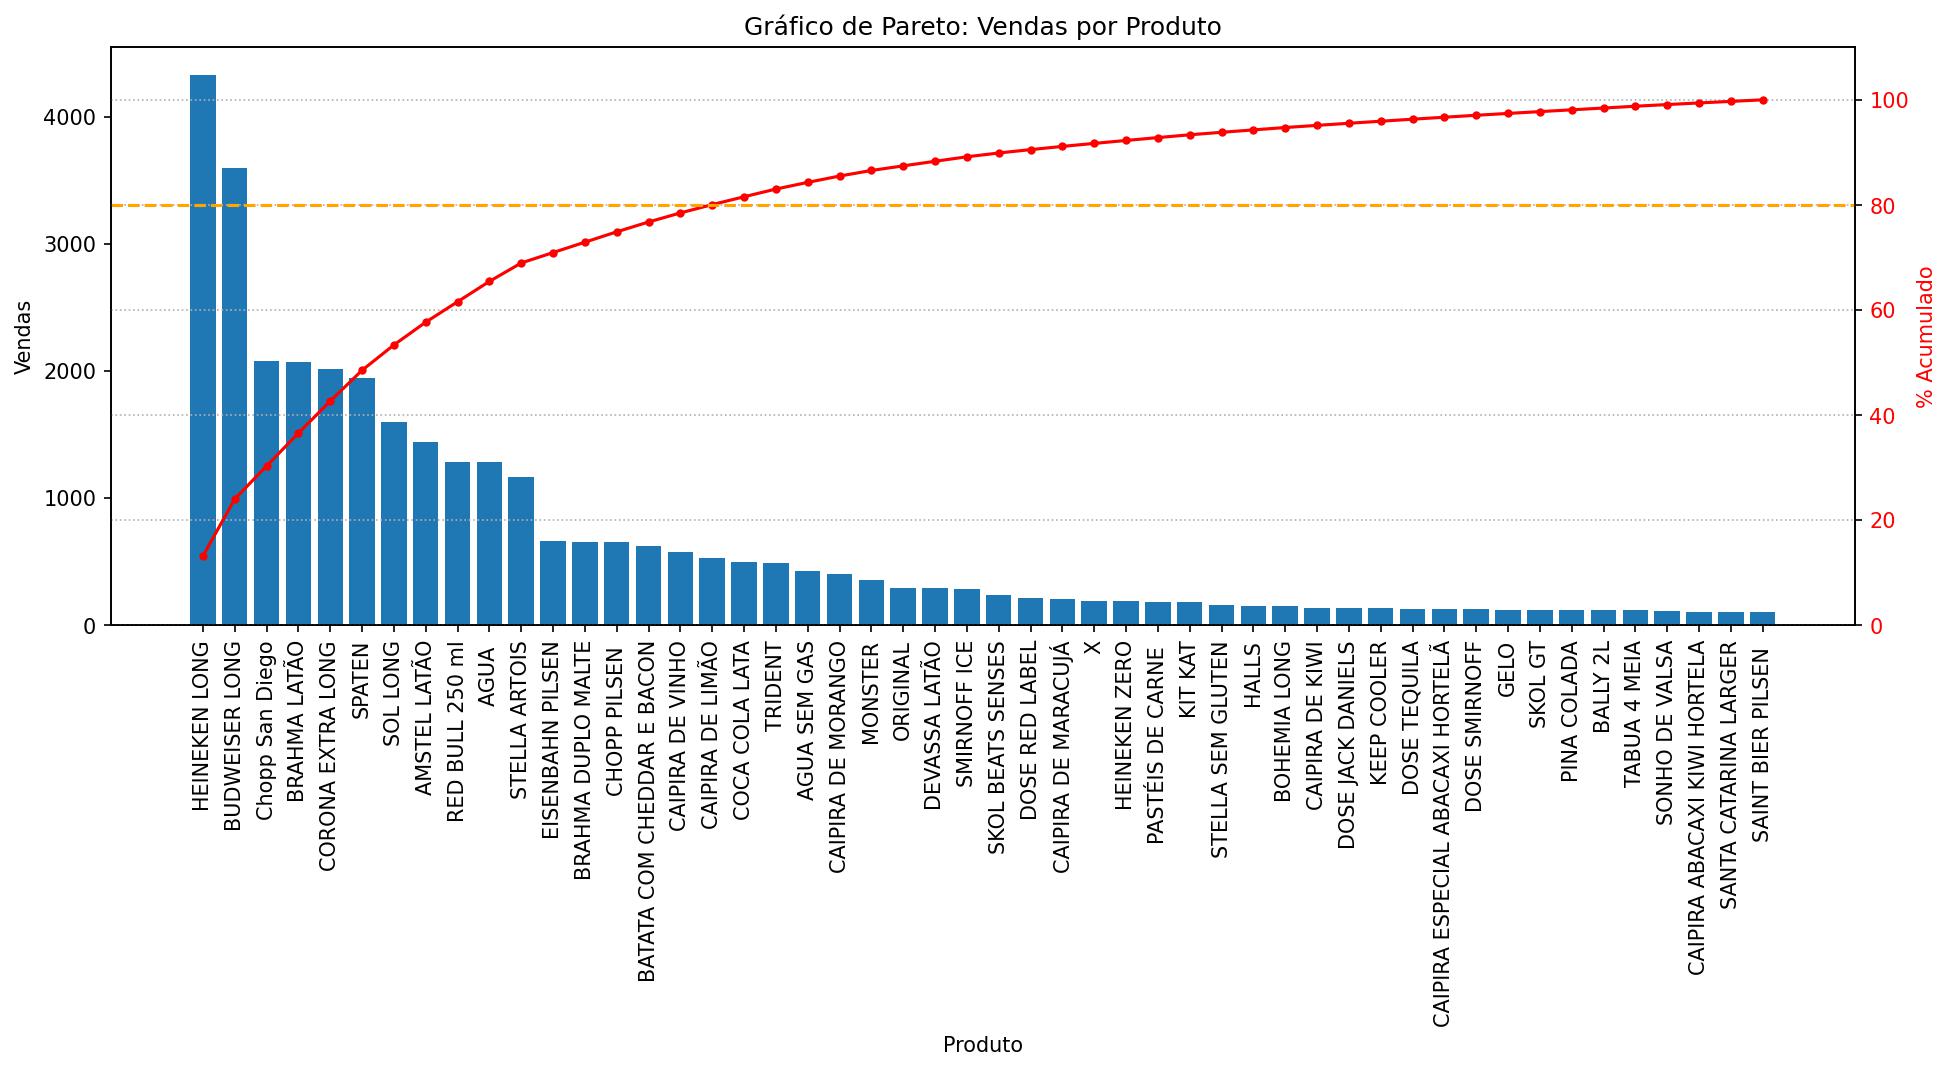 Gráfico de Pareto: Vendas por Produto
Vendas
4000
3000
2000
1000
0
100
80
60
40
20
0
% Acumulado
HEINEKEN LONG
BUDWEISER LONG
Chopp San Diego
BRAHMA LATÃO
CORONA EXTRA LONG
SPATEN
SOL LONG
AMSTEL LATÃO
RED BULL 250 ml
AGUA
STELLA ARTOIS
EISENBAHN PILSEN
BRAHMA DUPLO MALTE
CHOPP PILSEN
BATATA COM CHEDDAR E BACON
CAIPIRA DE VINHO
CAIPIRA DE LIMÃO
COCA COLA LATA
TRIDENT
AGUA SEM GAS
CAIPIRA DE MORANGO
MONSTER
ORIGINAL
DEVASSA LATÃO
SMIRNOFF ICE
SKOL BEATS SENSES
DOSE RED LABEL
CAIPIRA DE MARACUJÁ
X
HEINEKEN ZERO
PASTÉIS DE CARNE
KIT KAT
STELLA SEM GLUTEN
HALLS
BOHEMIA LONG
CAIPIRA DE KIWI
DOSE JACK DANIELS
KEEP COOLER
DOSE TEQUILA
CAIPIRA ESPECIAL ABACAXI HORTELÃ
DOSE SMIRNOFF
GELO
SKOL GT
PINA COLADA
BALLY 2L
TABUA 4 MEIA
SONHO DE VALSA
CAIPIRA ABACAXI KIWI HORTELA
SANTA CATARINA LARGER
SAINT BIER PILSEN
Produto